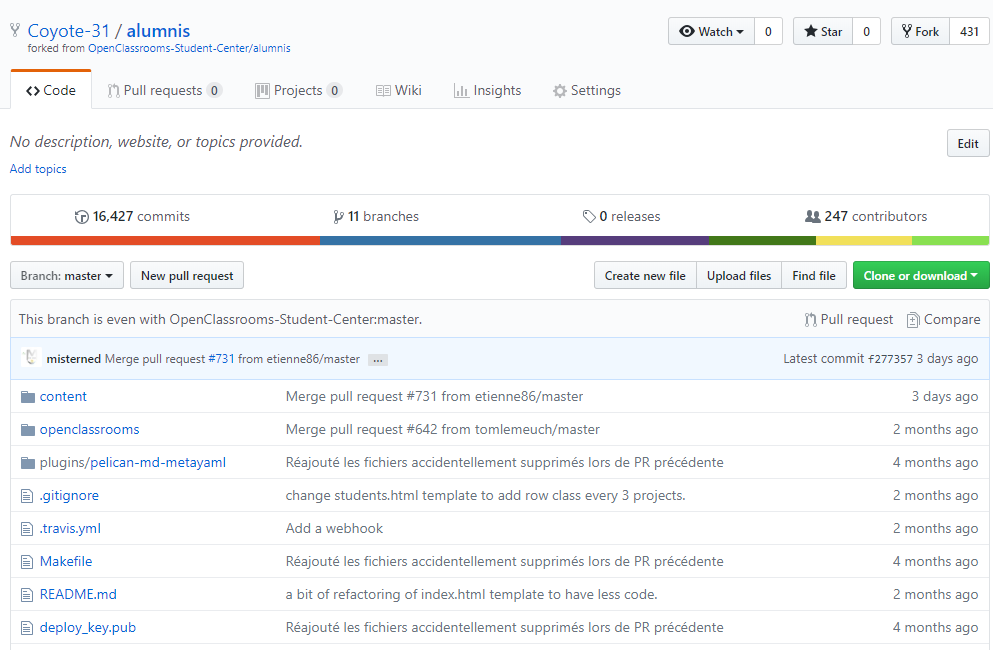 Coyote-31 / alumnis Watch 0 Star 0 Fork 431
forked from OpenClassrooms-Student-Center/alumnis
Code Pull requests 0 Projects 0 Wiki Insights Settings
No description, website, or topics provided. Edit
Add topics
16,427 commits 11 branches 0 releases 247 contributors
Branch: master New pull request Create new file Upload files Find file Clone or download
This branch is even with OpenClassrooms-Student-Center:master. Pull request Compare
misterned Merge pull request #731 from etienne86/master ... Latest commit f277357 3 days ago
content Merge pull request #731 from etienne86/master 3 days ago
openclassrooms Merge pull request #642 from tomlemeuch/master 2 months ago
plugins/pelican-md-metayaml Réajouté les fichiers accidentellement supprimés lors de PR précédente 4 months ago
.gitignore change students.html template to add row class every 3 projects. 2 months ago
.travis.yml Add a webhook 2 months ago
Makefile Réajouté les fichiers accidentellement supprimés lors de PR précédente 4 months ago
README.md a bit of refactoring of index.html template to have less code. 2 months ago
deploy_key.pub Réajouté les fichiers accidentellement supprimés lors de PR précédente 4 months ago